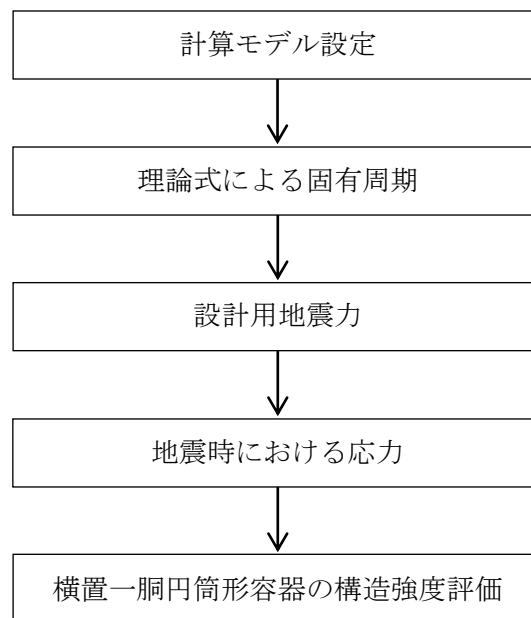 計算モデル設定
理論式による固有周期
設計用地震力
地震時における応力
横置一胴円筒形容器の構造強度評価